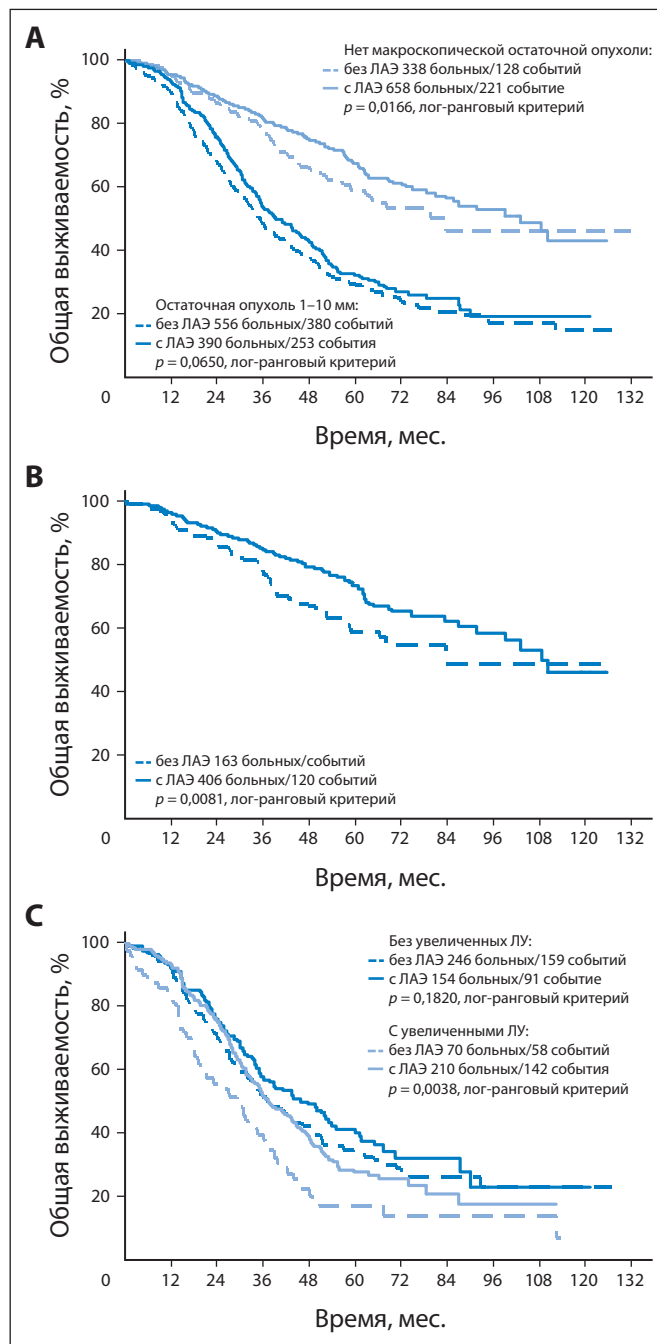 A
Общая выживаемость, %
100
80
60
40
20
0
Нет макроскопической остаточной опухоли:
без ЛАЭ 338 больных/128 событий
с ЛАЭ 658 больных/221 событие
p = 0,0166, лог-ранговый критерий
Остаточная опухоль 1–10 мм:
без ЛАЭ 556 больных/380 событий
с ЛАЭ 390 больных/253 события
p = 0,0650, лог-ранговый критерий
12 24 36 48 60 72 84 96 108 132
Время, мес.
B
Общая выживаемость, %
100
80
60
40
20
0
без ЛАЭ 163 больных/событий
с ЛАЭ 406 больных/120 событий
p = 0,0081, лог-ранговый критерий
12 24 36 48 60 72 84 96 108 132
Время, мес.
C
Общая выживаемость, %
100
80
60
40
20
0
Без увеличенных ЛУ:
без ЛАЭ 246 больных/159 событий
с ЛАЭ 154 больных/91 событие
p = 0,1820, лог-ранговый критерий
С увеличенными ЛУ:
без ЛАЭ 70 больных/58 событий
с ЛАЭ 210 больных/142 события
p = 0,0038, лог-ранговый критерий
12 24 36 48 60 72 84 96 108 132
Время, мес.